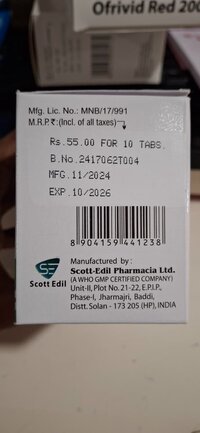 Ofrivid Red 200
Mfg. Lic. No.: MNB/17/991
M.R.P.₹:(Incl. of all taxes)
Rs.55.00 FOR 10 TABS.
B.No.2417062T004
MFG.11/2024
EXP.10/2026
8 904159 441238
Manufactured by :
Scott-Edil Pharmacia Ltd.
(A WHO GMP CERTIFIED COMPANY)
Unit-II, Plot No. 21-22, E.P.I.P.,
Phase-I, Jharmajri, Baddi,
Distt. Solan - 173 205 (HP), INDIA
SE
Scott Edil